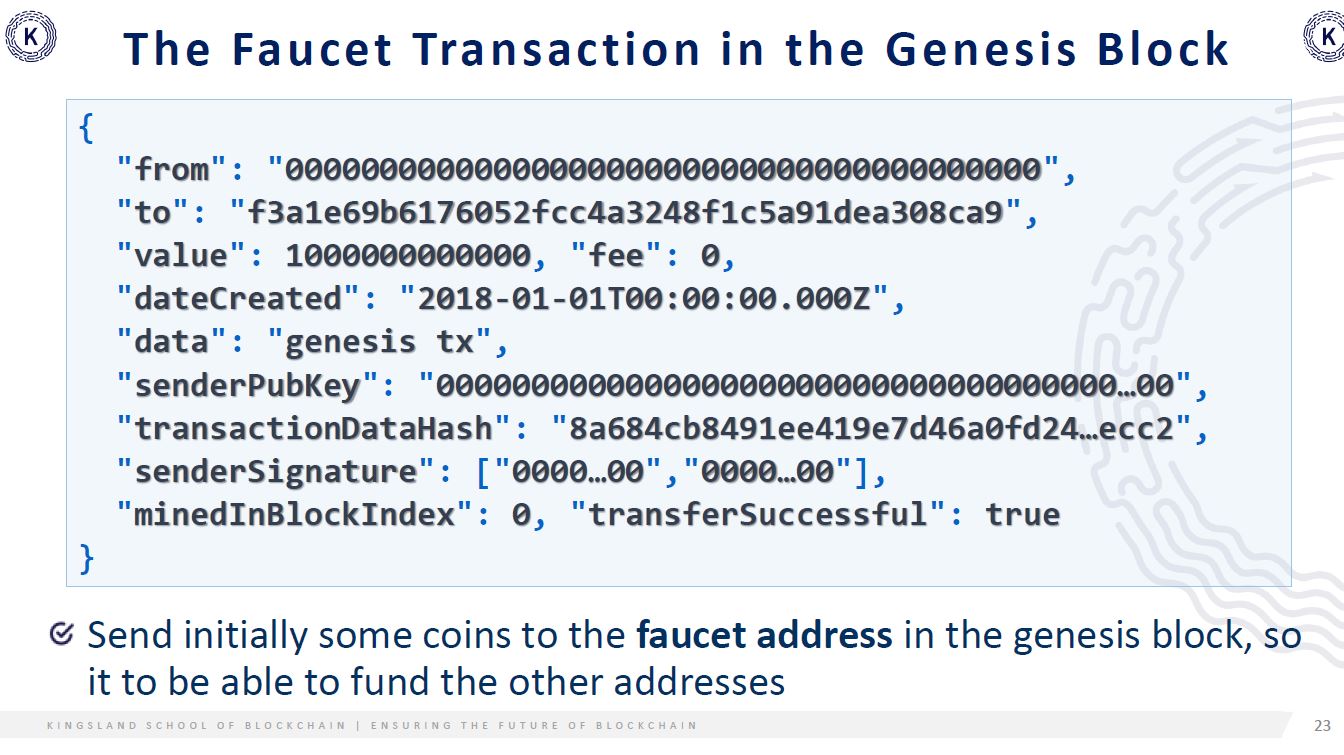 K
K
The Faucet Transaction in the Genesis Block
{
"from": "0000000000000000000000000000000000000000",
"to": "f3a1e69b6176052fcc4a3248f1c5a91dea308ca9",
"value": 1000000000000, "fee": 0,
"dateCreated": "2018-01-01T00:00:00.000Z",
"data": "genesis tx",
"senderPubKey": "000000000000000000000000000000000000…00",
"transactionDataHash": "8a684cb8491ee419e7d46a0fd24…ecc2",
"senderSignature": ["0000…00","0000…00"],
"minedInBlockIndex": 0, "transferSuccessful": true
}
Send initially some coins to the faucet address in the genesis block, so
it to be able to fund the other addresses
KINGSLAND SCHOOL OF BLOCKCHAIN | ENSURING THE FUTURE OF BLOCKCHAIN
23